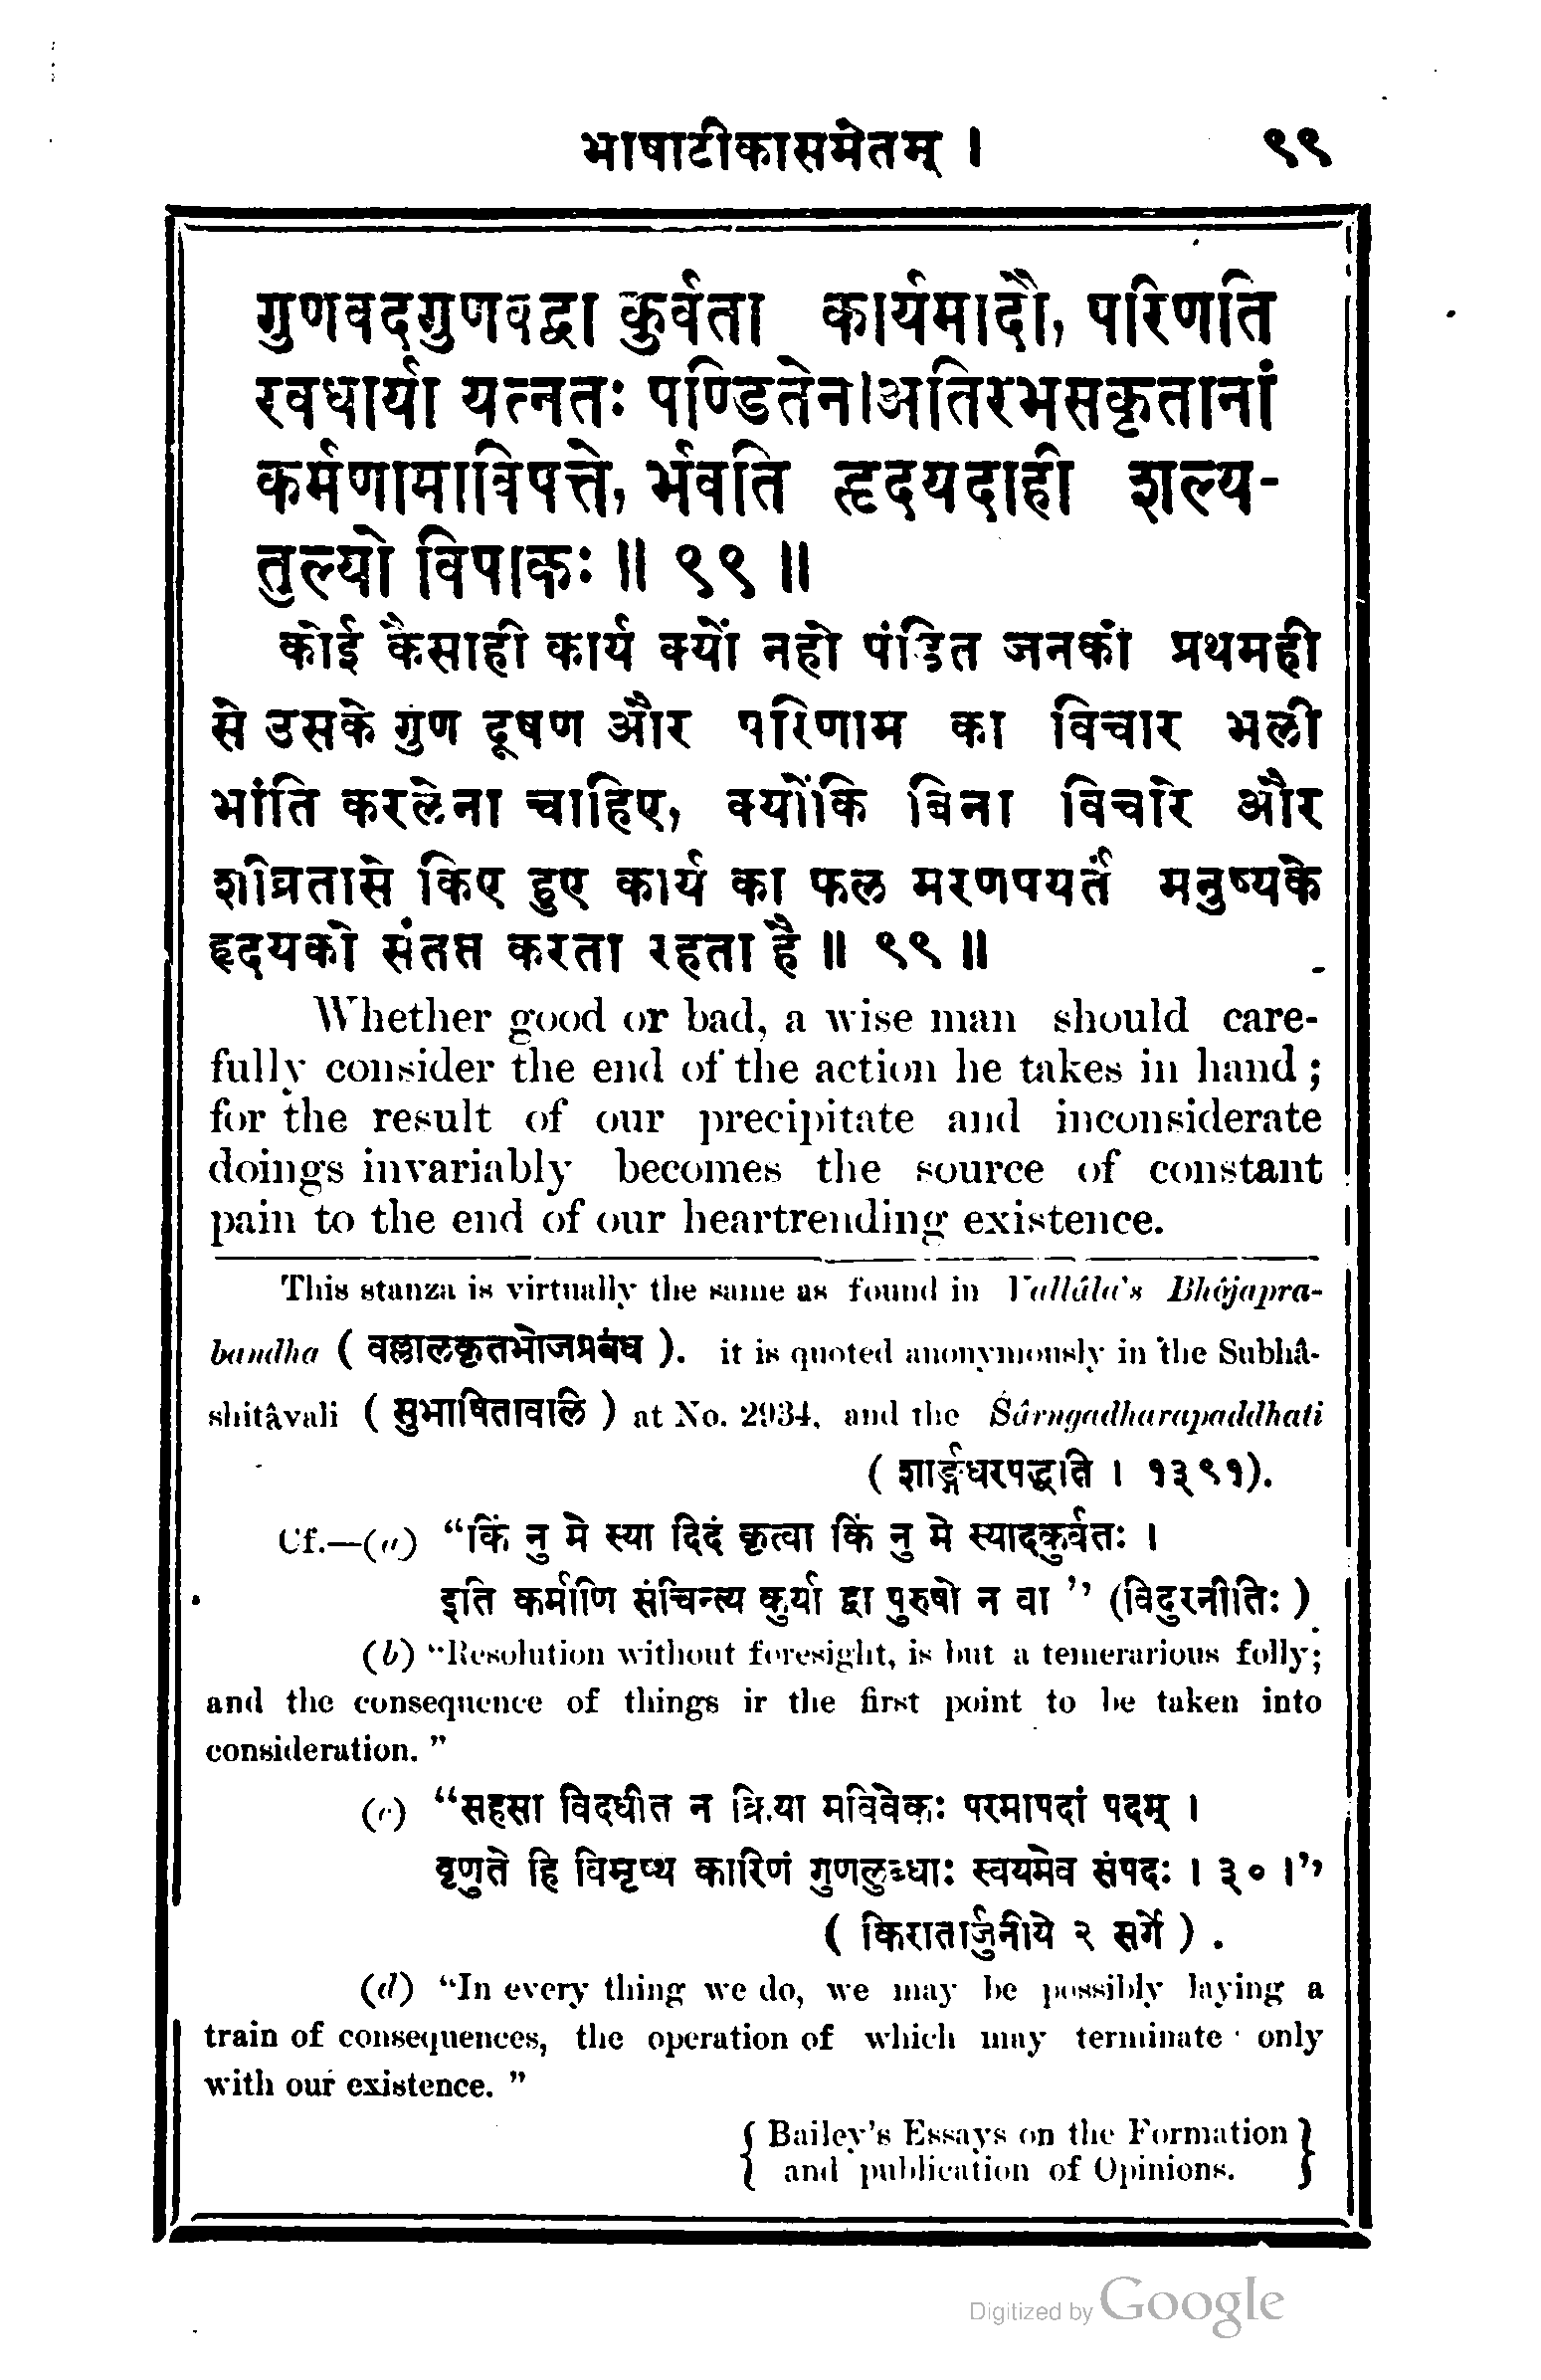 भाषाटीकासमेतम् । ९९
गुणवदगुणवद्वा कुर्वता कार्यमादौ, परिणति
रवधार्या यत्नतः पण्डितेन।अतिरभसकृतानां
कर्मणामाविपत्ते, र्भवति हृदयदाही शल्य-
तुल्यो विपाकः ॥ ९९ ॥
कोई कैसाही कार्य क्यों नहो पंडित जनको प्रथमही
से उसके गुण दूषण और परिणाम का विचार भली
भांति करलेना चाहिए, क्योंकि बिना विचारे और
शीघ्रतासे किए हुए कार्य का फल मरणपयर्तं मनुष्यके
हृदयको संतप्त करता रहता है ॥ ९९ ॥
Whether good or bad, a wise man should care-
fully consider the end of the action he takes in hand ;
for the result of our precipitate and inconsiderate
doings invariably becomes the source of constant
pain to the end of our heartrending existence.
This stanza is virtually the same as found in Vallâla's Bhôjapra-
bandha ( वल्लालकृतभोजप्रबंध ). it is quoted anonymously in the Subhâ-
shitâvali ( सुभाषितावालि ) at No. 2934, and the Śârngadharapaddhati
( शार्ङ्गधरपद्धाति । १३९१).
Cf.—(a) “किं नु मे स्या दिदं कृत्वा किं नु मे स्यादकुर्वतः ।
इति कर्माणि संचिन्त्य कुर्या द्वा पुरुषो न वा ” (विदुरनीतिः )
(b) “Resolution without foresight, is but a temerarious folly;
and the consequence of things ir the first point to be taken into
consideration. ”
(c) “सहसा विदधीत न क्रिया मविवेकः परमापदां पदम् ।
वृणुते हि विमृष्य कारिणं गुणलुब्धाः स्वयमेव संपदः । ३० ।”
( किरातार्जुनीये २ सर्गे ) .
(d) “In every thing we do, we may be possibly laying a
train of consequences, the operation of which may terminate only
with our existence. ”
{ Bailey's Essays on the Formation }
and publication of Opinions.
Digitized by Google